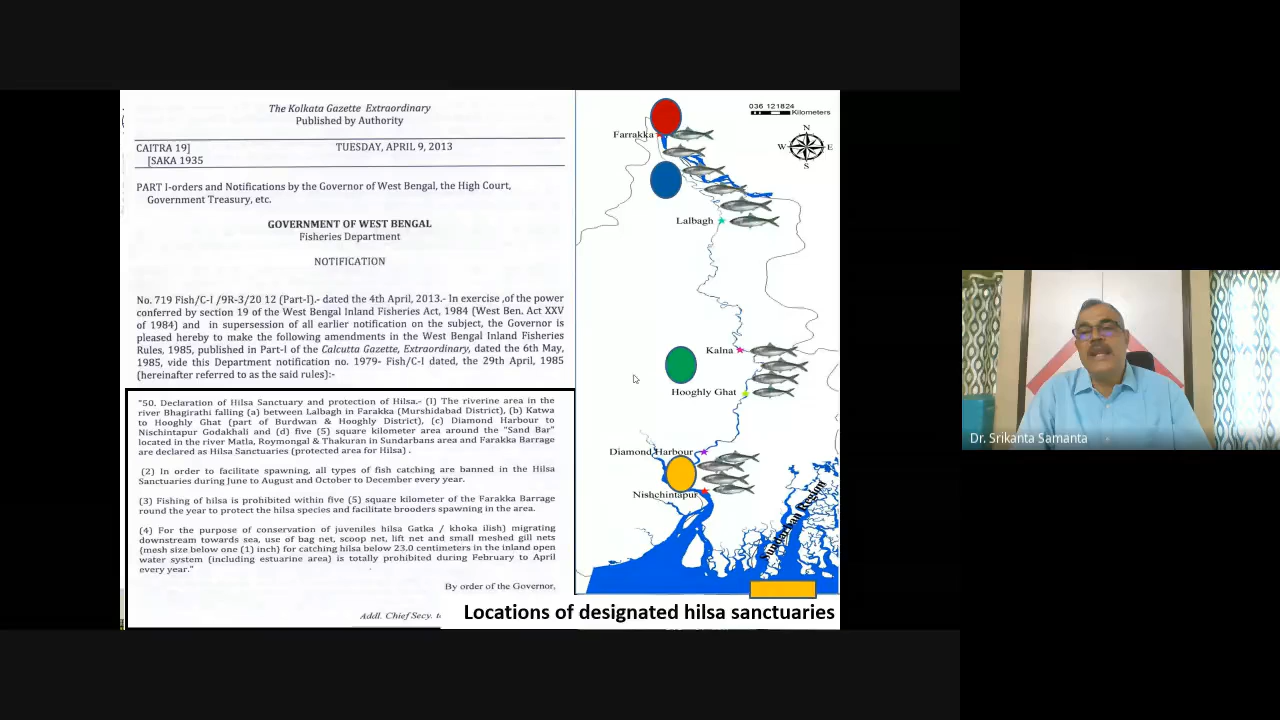 The Kolkata Gazette Extraordinary
Published by Authority
CAITRA 19] TUESDAY, APRIL 9, 2013
[SAKA 1935
PART I-orders and Notifications by the Governor of West Bengal, the High Court,
Government Treasury, etc.
GOVERNMENT OF WEST BENGAL
Fisheries Department
NOTIFICATION
No. 719 Fish/C-I /9R-3/20 12 (Part-I).- dated the 4th April, 2013.- In exercise ,of the power
conferred by section 19 of the West Bengal Inland Fisheries Act, 1984 (West Ben. Act XXV
of 1984) and in supersession of all earlier notification on the subject, the Governor is
pleased hereby to make the following amendments in the West Bengal Inland Fisheries
Rules, 1985, published in Part-I of the Calcutta Gazette, Extraordinary, dated the 6th May,
1985, vide this Department notification no. 1979- Fish/C-I dated, the 29th April, 1985
(hereinafter referred to as the said rules):-
"50. Declaration of Hilsa Sanctuary and protection of Hilsa.- (I) The riverine area in the
river Bhagirathi falling (a) between Lalbagh in Farakka (Murshidabad District), (b) Katwa
to Hooghly Ghat (part of Burdwan & Hooghly District), (c) Diamond Harbour to
Nischintapur Godakhali and (d) five (5) square kilometer area around the "Sand Bar"
located in the river Matla, Roymongal & Thakuran in Sundarbans area and Farakka Barrage
are declared as Hilsa Sanctuaries (protected area for Hilsa) .
(2) In order to facilitate spawning, all types of fish catching are banned in the Hilsa
Sanctuaries during June to August and October to December every year.
(3) Fishing of hilsa is prohibited within five (5) square kilometer of the Farakka Barrage
round the year to protect the hilsa species and facilitate brooders spawning in the area.
(4) For the purpose of conservation of juveniles hilsa Gatka / khoka ilish) migrating
downstream towards sea, use of bag net, scoop net, lift net and small meshed gill nets
(mesh size below one (1) inch) for catching hilsa below 23.0 centimeters in the inland open
water system (including estuarine area) is totally prohibited during February to April
every year."
By order of the Governor,
Addl. Chief Secy. t
036 121824
Kilometers
N
W E
S
Farrakka
Lalbagh
Kalna
Hooghly Ghat
Diamond Harbour
Nishchintapur
Sundarban Region
Locations of designated hilsa sanctuaries
Dr. Srikanta Samanta